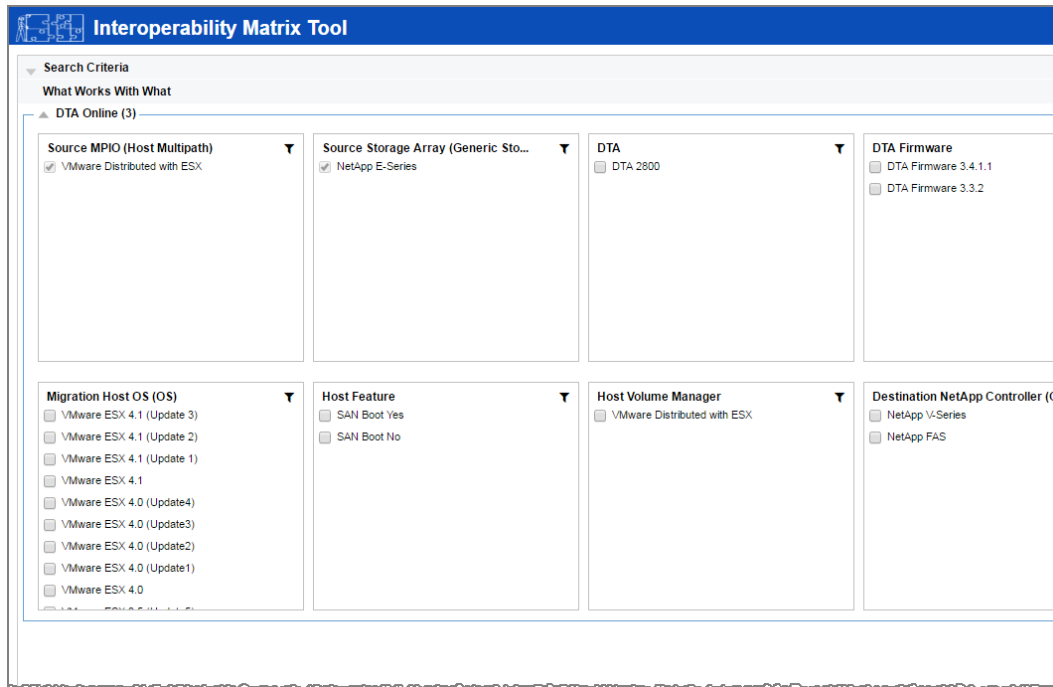 Interoperability Matrix Tool
Search Criteria
What Works With What
DTA Online (3)
Source MPIO (Host Multipath)
VMware Distributed with ESX
Source Storage Array (Generic Sto...
NetApp E-Series
DTA
DTA 2800
DTA Firmware
DTA Firmware 3.4.1.1
DTA Firmware 3.3.2
Migration Host OS (OS)
VMware ESX 4.1 (Update 3)
VMware ESX 4.1 (Update 2)
VMware ESX 4.1 (Update 1)
VMware ESX 4.1
VMware ESX 4.0 (Update4)
VMware ESX 4.0 (Update3)
VMware ESX 4.0 (Update2)
VMware ESX 4.0 (Update1)
VMware ESX 4.0
Host Feature
SAN Boot Yes
SAN Boot No
Host Volume Manager
VMware Distributed with ESX
Destination NetApp Controller (
NetApp V-Series
NetApp FAS